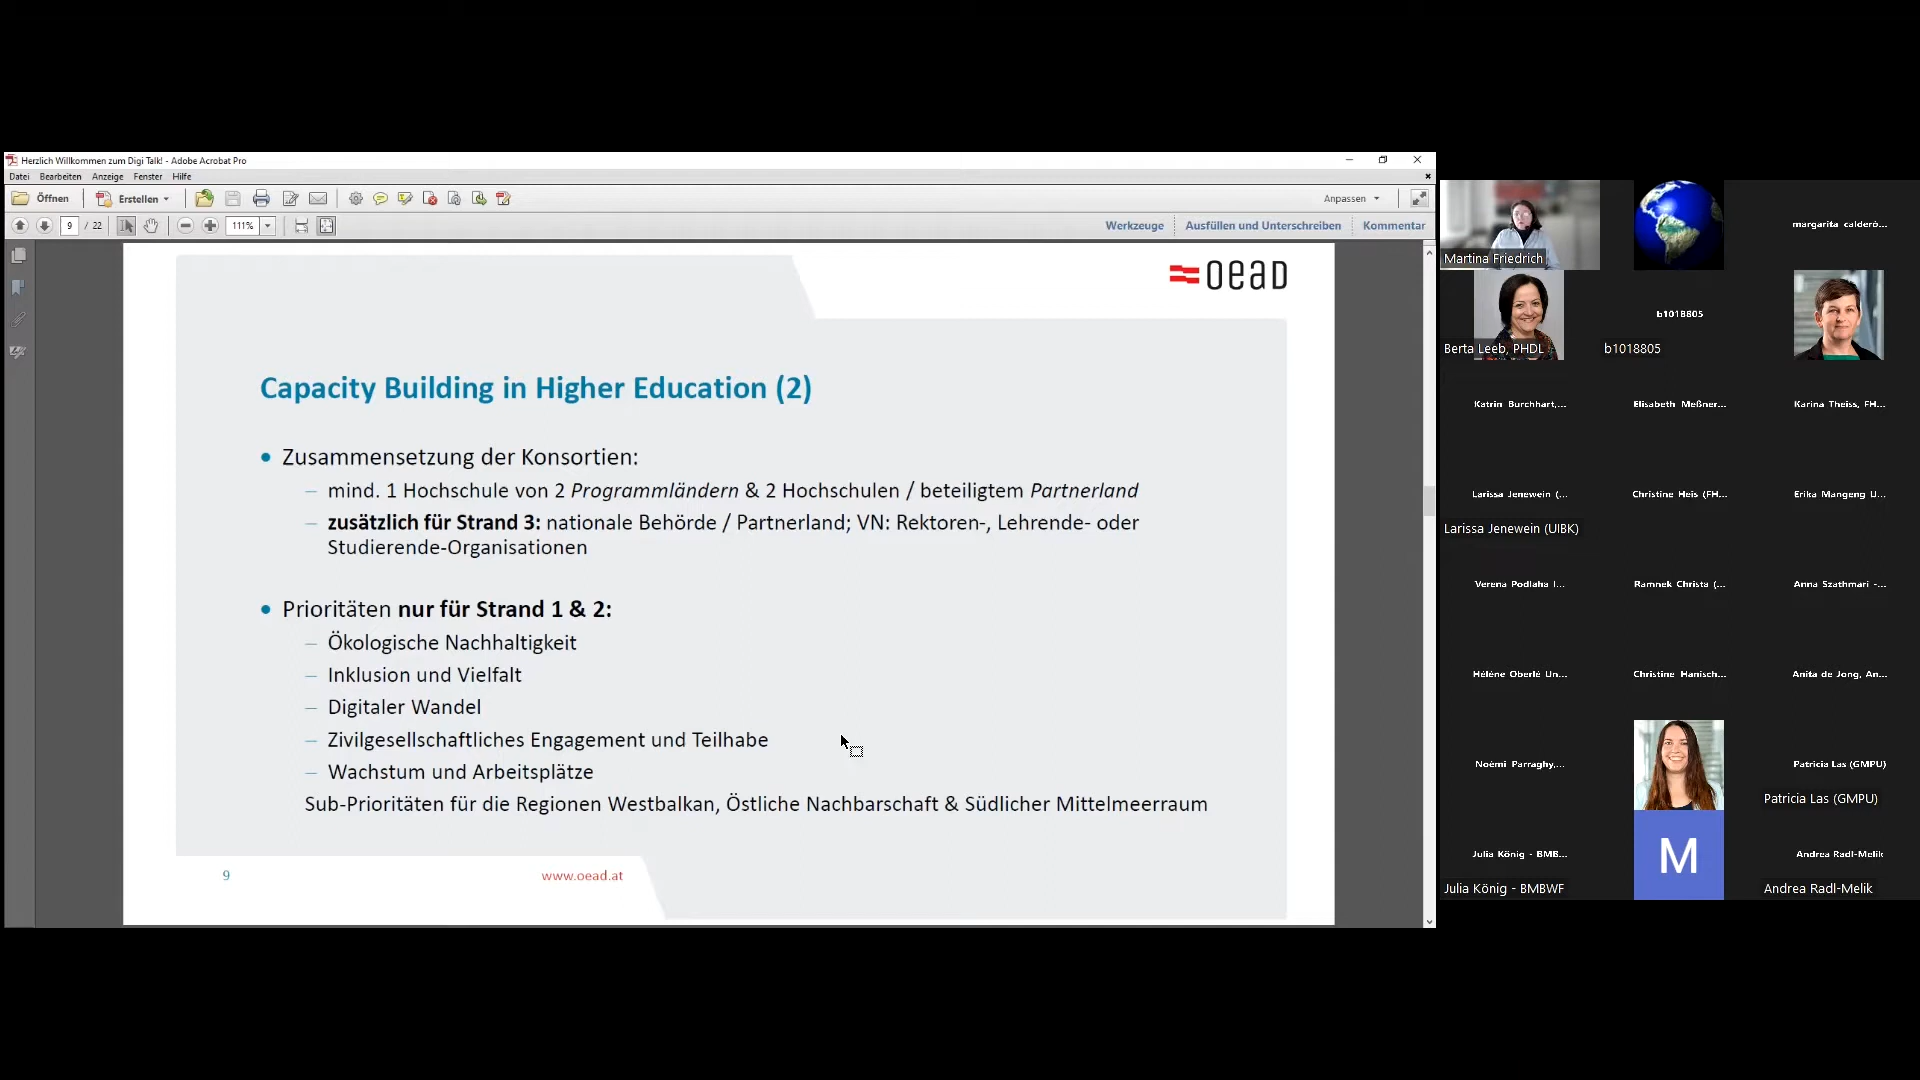 Herzlich Willkommen zum Digi Talk! - Adobe Acrobat Pro
Datei Bearbeiten Anzeige Fenster Hilfe
Öffnen Erstellen Anpassen
9 / 22 111% Werkzeuge Ausfüllen und Unterschreiben Kommentar
oead
Capacity Building in Higher Education (2)
• Zusammensetzung der Konsortien:
– mind. 1 Hochschule von 2 Programmländern & 2 Hochschulen / beteiligtem Partnerland
– zusätzlich für Strand 3: nationale Behörde / Partnerland; VN: Rektoren-, Lehrende- oder
Studierende-Organisationen
• Prioritäten nur für Strand 1 & 2:
– Ökologische Nachhaltigkeit
– Inklusion und Vielfalt
– Digitaler Wandel
– Zivilgesellschaftliches Engagement und Teilhabe
– Wachstum und Arbeitsplätze
Sub-Prioritäten für die Regionen Westbalkan, Östliche Nachbarschaft & Südlicher Mittelmeerraum
9 www.oead.at
margarita calderó...
Martina Friedrich
b1018805
Berta Leeb, PHDL b1018805
Katrin Burchhart,... Elisabeth Meßner... Karina Theiss, FH...
Larissa Jenewein (... Christine Heis (FH... Erika Mangeng U...
Larissa Jenewein (UIBK)
Verena Podlaha I... Ramnek Christa (... Anna Szathmari -...
Hélène Oberlé Un... Christine Hanisch... Anita de Jong, An...
Noémi Parraghy,... Patricia Las (GMPU)
Patricia Las (GMPU)
Julia König - BMB... M Andrea Radl-Melik
Julia König - BMBWF Andrea Radl-Melik